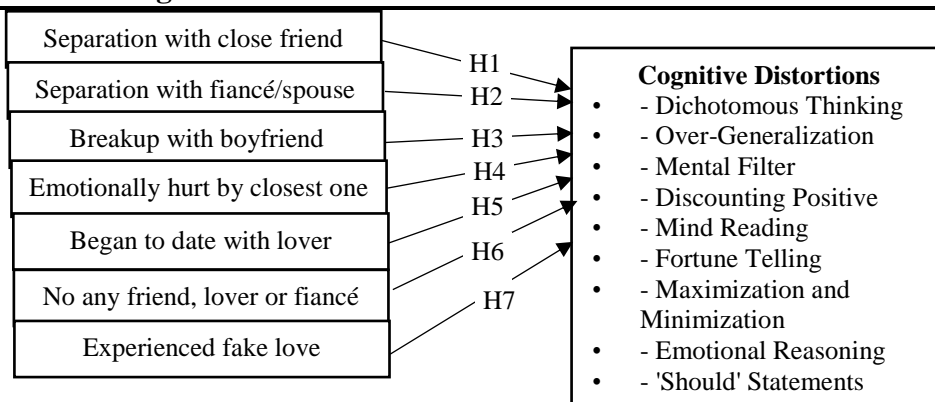 Separation with close friend
Separation with fiancé/spouse
Breakup with boyfriend
Emotionally hurt by closest one
Began to date with lover
No any friend, lover or fiancé
Experienced fake love
H1
H2
H3
H4
H5
H6
H7
Cognitive Distortions
• - Dichotomous Thinking
• - Over-Generalization
• - Mental Filter
• - Discounting Positive
• - Mind Reading
• - Fortune Telling
• - Maximization and
Minimization
• - Emotional Reasoning
• - 'Should' Statements